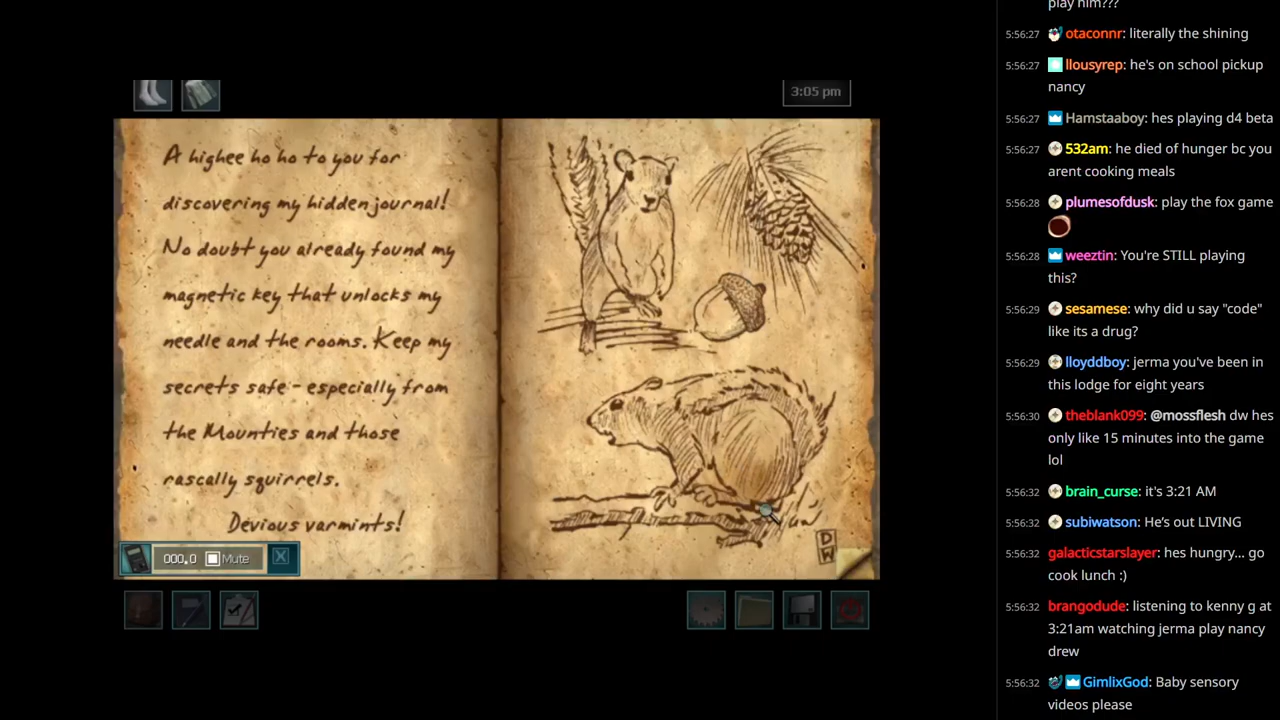 play him???
5:56:27 otaconnr: literally the shining
5:56:27 llousyrep: he's on school pickup
nancy
5:56:27 Hamstaaboy: hes playing d4 beta
5:56:27 532am: he died of hunger bc you
arent cooking meals
5:56:28 plumesofdusk: play the fox game
5:56:28 weeztin: You're STILL playing
this?
5:56:29 sesamese: why did u say "code"
like its a drug?
5:56:29 lloyddboy: jerma you've been in
this lodge for eight years
5:56:30 theblank099: @mossflesh dw hes
only like 15 minutes into the game
lol
5:56:32 brain_curse: it's 3:21 AM
5:56:32 subiwatson: He's out LIVING
5:56:32 galacticstarslayer: hes hungry... go
cook lunch :)
5:56:32 brangodude: listening to kenny g at
3:21am watching jerma play nancy
drew
5:56:32 GimlixGod: Baby sensory
videos please
3:05 pm
A highee ho ho to you for
discovering my hidden journal!
No doubt you already found my
magnetic key that unlocks my
needle and the rooms. Keep my
secrets safe - especially from
the Mounties and those
rascally squirrels.
Devious varmints!
DW
000.0 Mute X